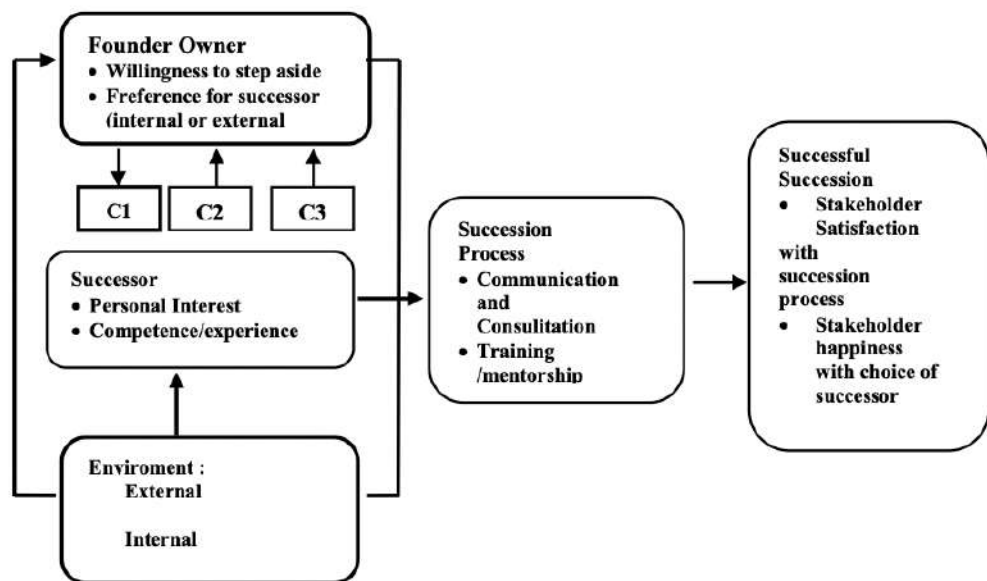 Founder Owner
• Willingness to step aside
• Freference for successor
(internal or external
C1
C2
C3
Successor
• Personal Interest
• Competence/experience
Enviroment :
External
Internal
Succession
Process
• Communication
and
Consulitation
• Training
/mentorship
Successful
Succession
• Stakeholder
Satisfaction
with
succession
process
• Stakeholder
happiness
with choice of
successor